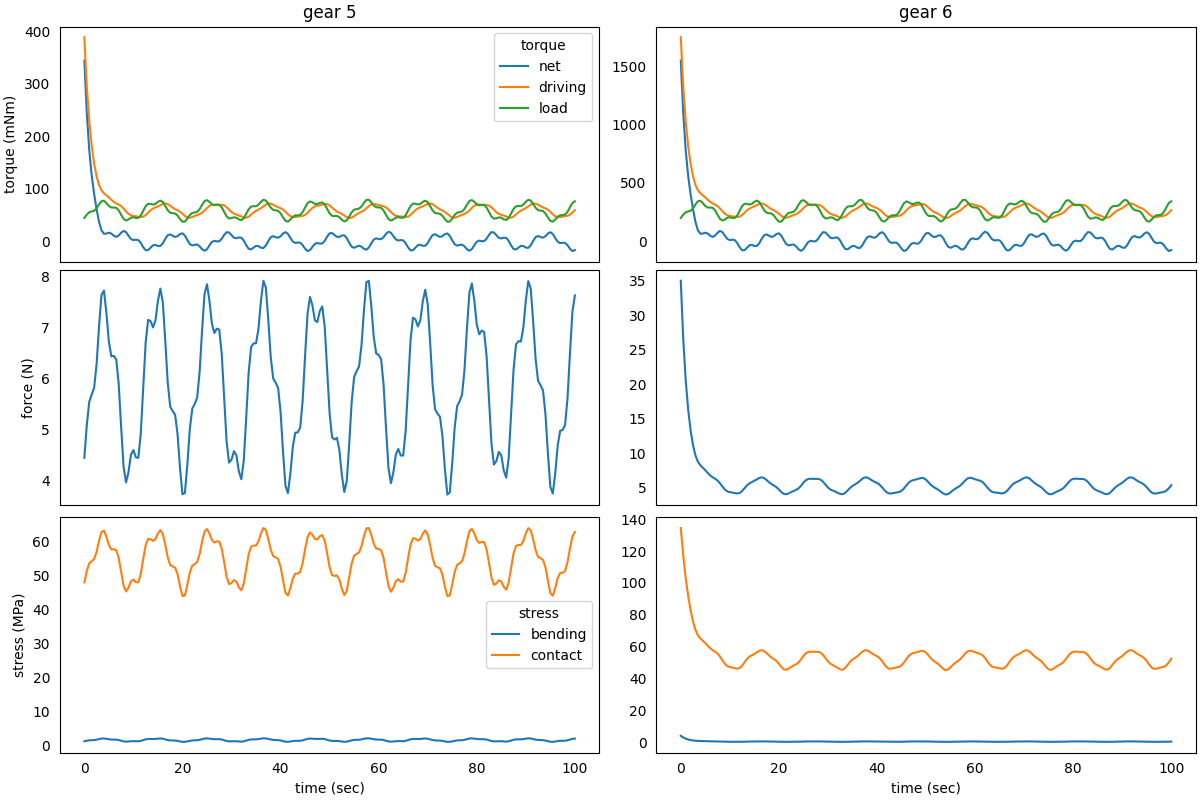 gear 5
gear 6
torque (mNm)
400
300
200
100
0
torque
net
driving
load
1500
1000
500
0
force (N)
8
7
6
5
4
35
30
25
20
15
10
5
stress (MPa)
60
50
40
30
20
10
0
stress
bending
contact
140
120
100
80
60
40
20
0
0 20 40 60 80 100
time (sec)
0 20 40 60 80 100
time (sec)